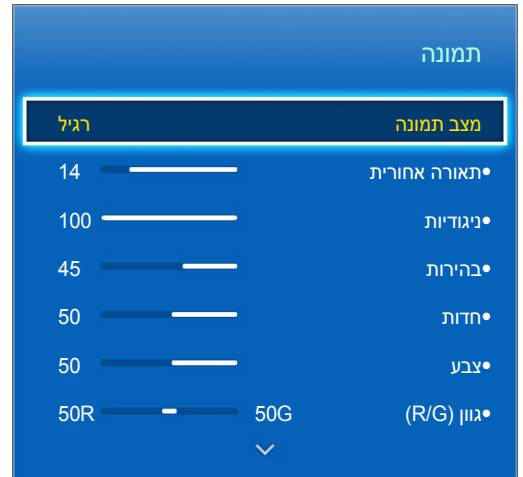 תמונה
מצב תמונה רגיל
•תאורה אחורית 14
•ניגודיות 100
•בהירות 45
•חדות 50
•צבע 50
•גוון (R/G) 50G 50R